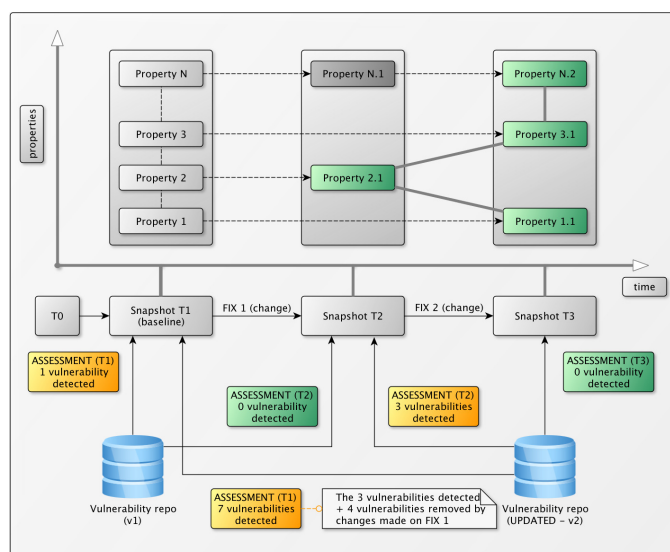 properties
Property N
Property N.1
Property N.2
Property 3
Property 3.1
Property 2
Property 2.1
Property 1
Property 1.1
time
T0
Snapshot T1
(baseline)
FIX 1 (change)
Snapshot T2
FIX 2 (change)
Snapshot T3
ASSESSMENT (T1)
1 vulnerability
detected
ASSESSMENT (T2)
0 vulnerability
detected
ASSESSMENT (T2)
3 vulnerabilities
detected
ASSESSMENT (T3)
0 vulnerability
detected
Vulnerability repo
(v1)
ASSESSMENT (T1)
7 vulnerabilities
detected
The 3 vulnerabilities detected
+ 4 vulnerabilities removed by
changes made on FIX 1
Vulnerability repo
(UPDATED - v2)